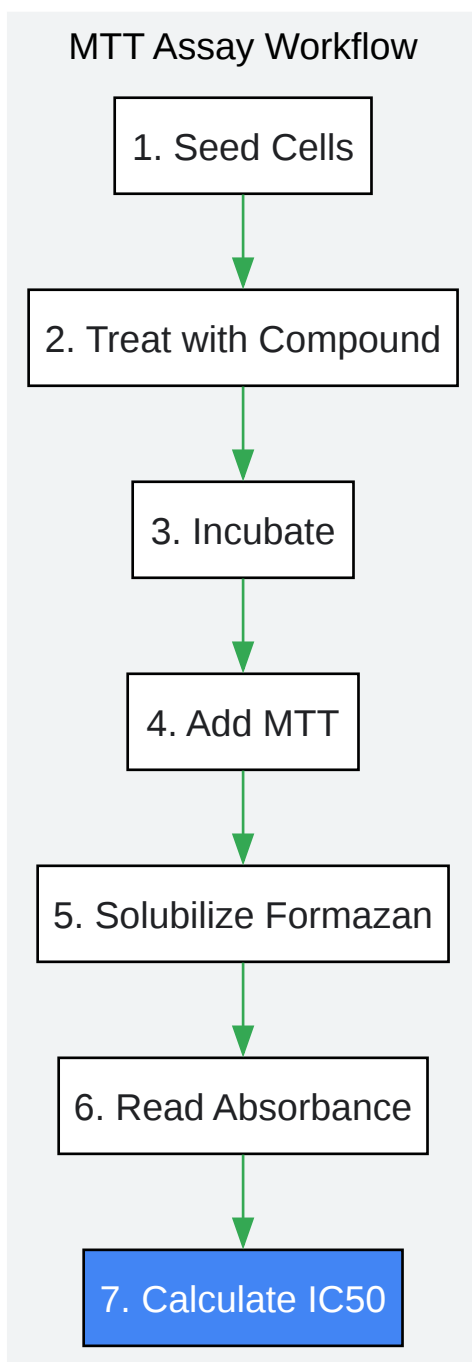 MTT Assay Workflow
1. Seed Cells
2. Treat with Compound
3. Incubate
4. Add MTT
5. Solubilize Formazan
6. Read Absorbance
7. Calculate IC50